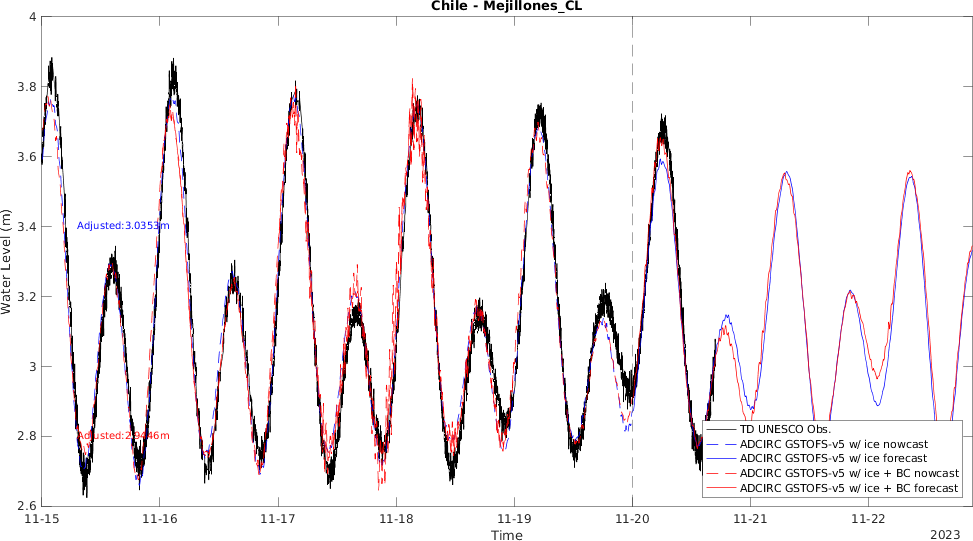 Chile - Mejillones_CL
4
3.8
3.6
3.4
3.2
3
2.8
2.6
Water Level (m)
Adjusted:3.0353m
Adjusted:2.9446m
TD UNESCO Obs.
ADCIRC GSTOFS-v5 w/ ice nowcast
ADCIRC GSTOFS-v5 w/ ice forecast
ADCIRC GSTOFS-v5 w/ ice + BC nowcast
ADCIRC GSTOFS-v5 w/ ice + BC forecast
11-15 11-16 11-17 11-18 11-19 11-20 11-21 11-22
Time
2023